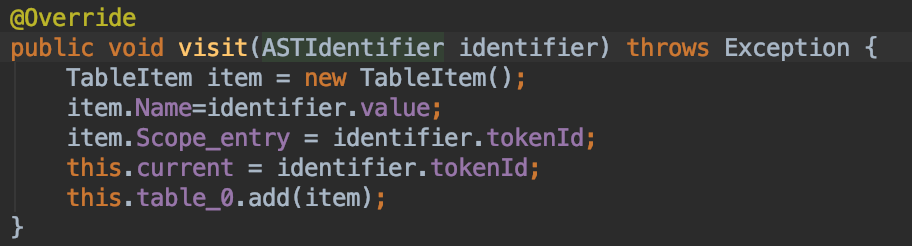 @Override
public void visit(ASTIdentifier identifier) throws Exception {
    TableItem item = new TableItem();
    item.Name=identifier.value;
    item.Scope_entry = identifier.tokenId;
    this.current = identifier.tokenId;
    this.table_0.add(item);
}